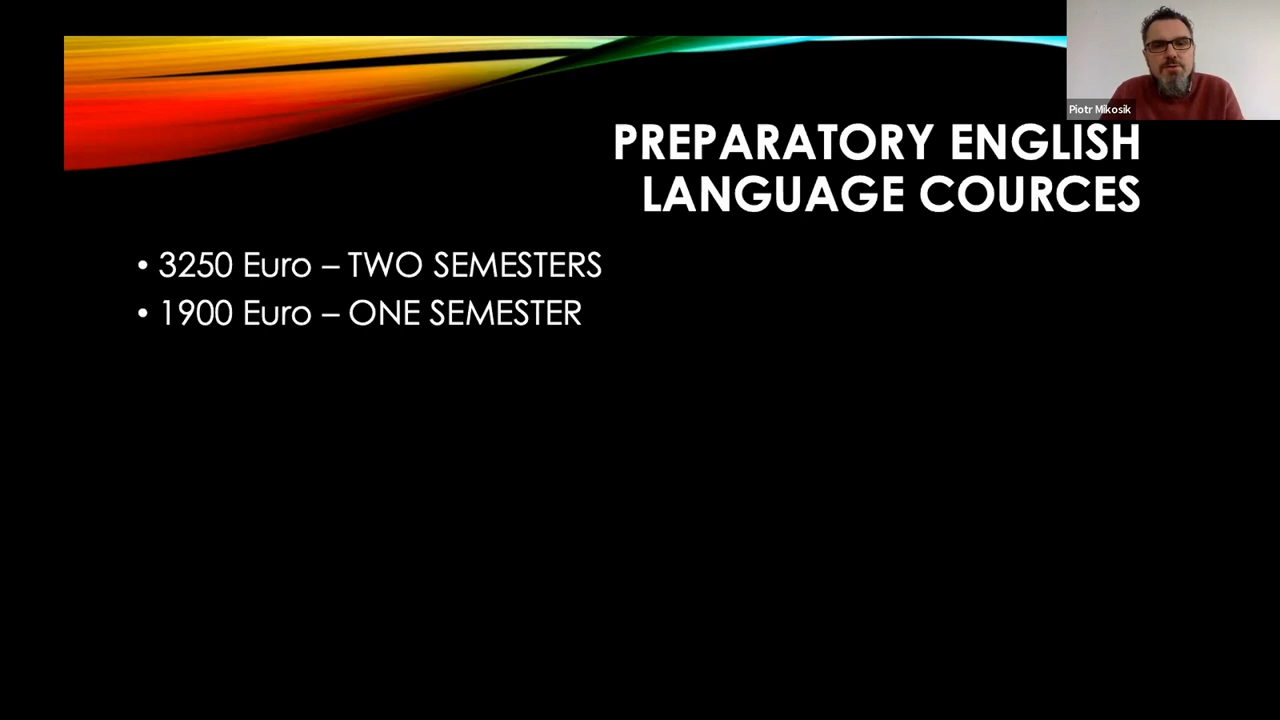 Piotr Mikosik
PREPARATORY ENGLISH
LANGUAGE COURCES
• 3250 Euro – TWO SEMESTERS
• 1900 Euro – ONE SEMESTER